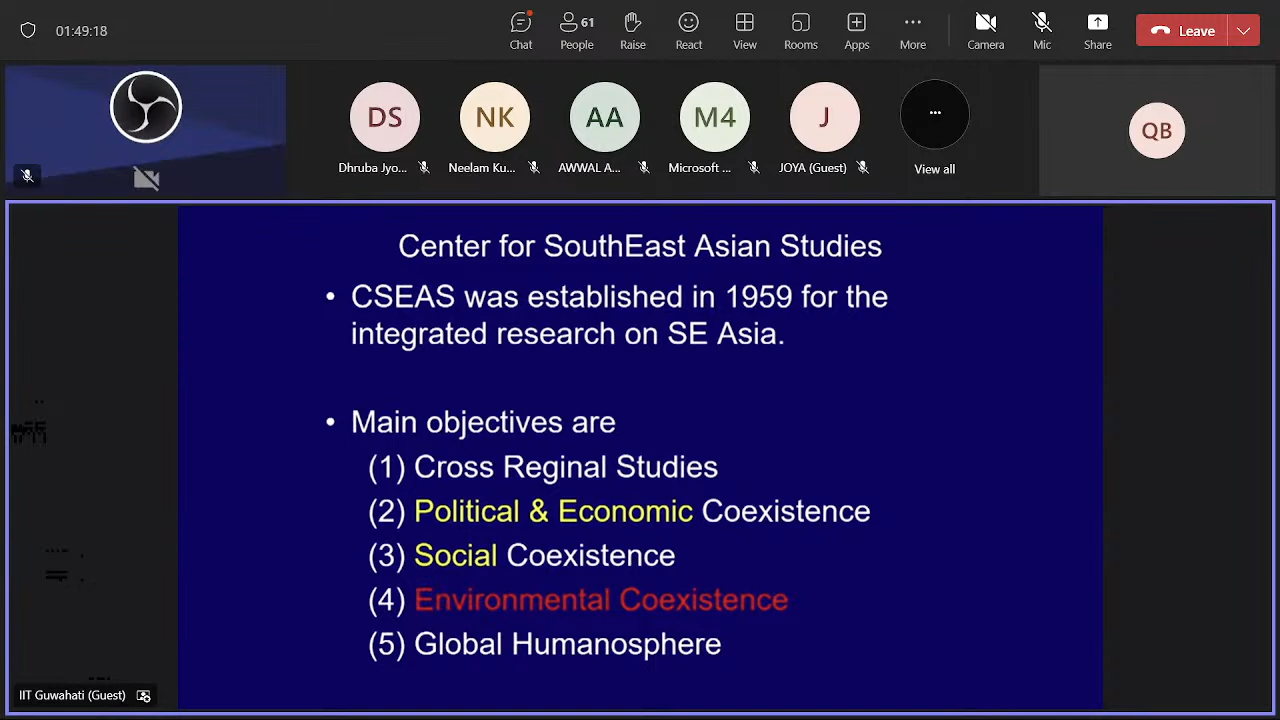 01:49:18
Chat
61
People
Raise
React
View
Rooms
Apps
More
Camera
Mic
Share
Leave
DS
NK
AA
M4
J
QB
Dhruba Jyo...
Neelam Ku...
AWWAL A...
Microsoft ...
JOYA (Guest)
View all
Center for SouthEast Asian Studies
• CSEAS was established in 1959 for the
integrated research on SE Asia.
• Main objectives are
(1) Cross Reginal Studies
(2) Political & Economic Coexistence
(3) Social Coexistence
(4) Environmental Coexistence
(5) Global Humanosphere
IIT Guwahati (Guest)